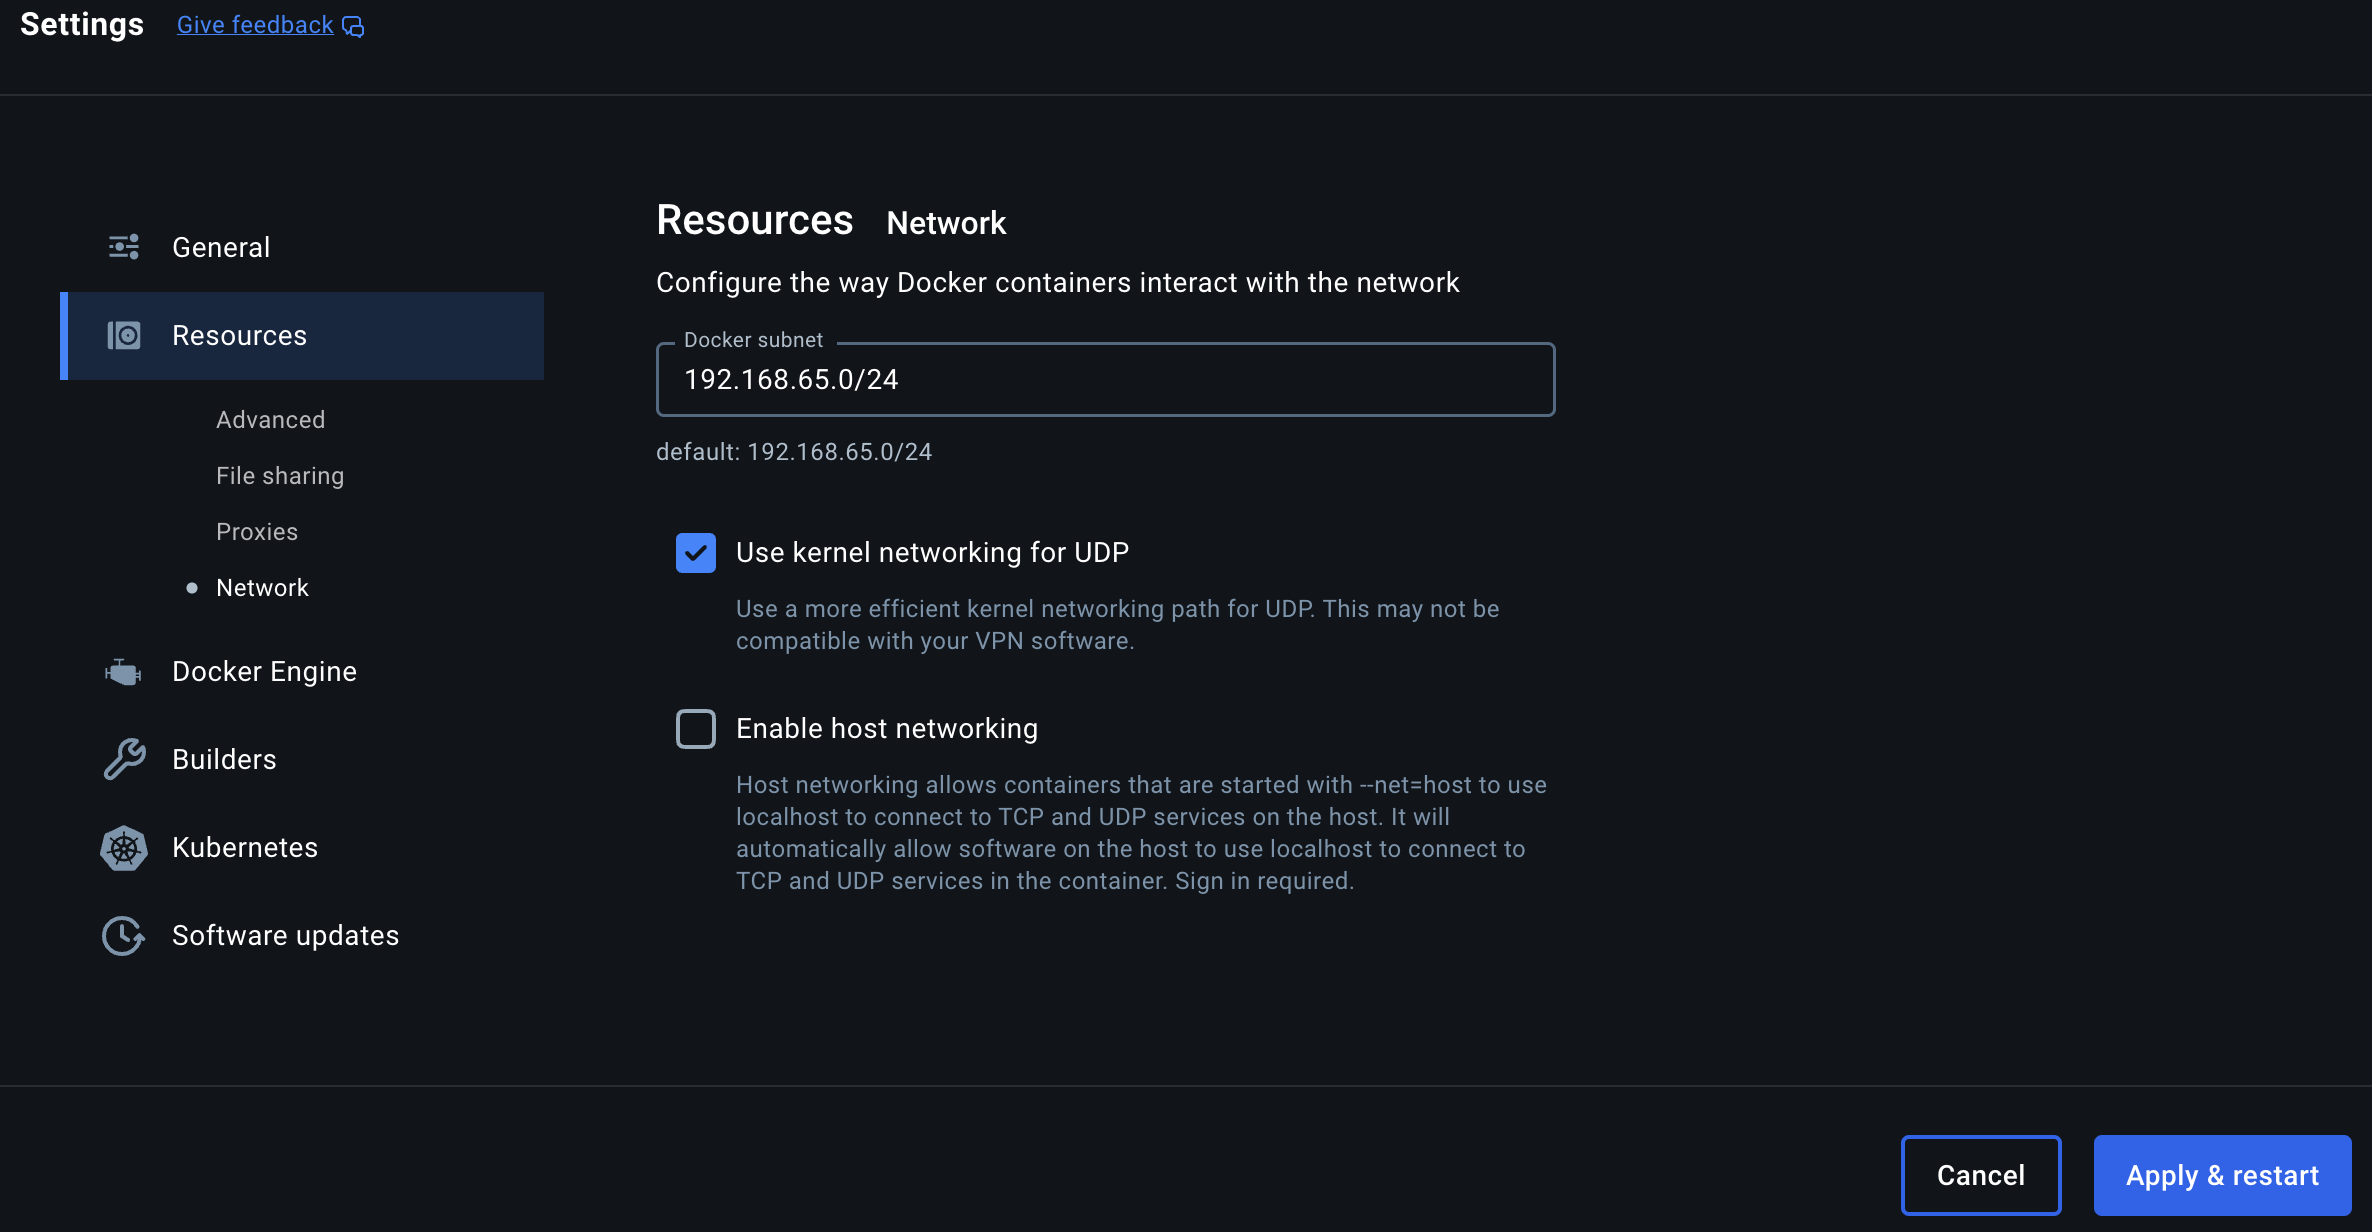 Settings Give feedback
General
Resources
Advanced
File sharing
Proxies
Network
Docker Engine
Builders
Kubernetes
Software updates
Resources Network
Configure the way Docker containers interact with the network
Docker subnet
192.168.65.0/24
default: 192.168.65.0/24
Use kernel networking for UDP
Use a more efficient kernel networking path for UDP. This may not be
compatible with your VPN software.
Enable host networking
Host networking allows containers that are started with --net=host to use
localhost to connect to TCP and UDP services on the host. It will
automatically allow software on the host to use localhost to connect to
TCP and UDP services in the container. Sign in required.
Cancel
Apply & restart